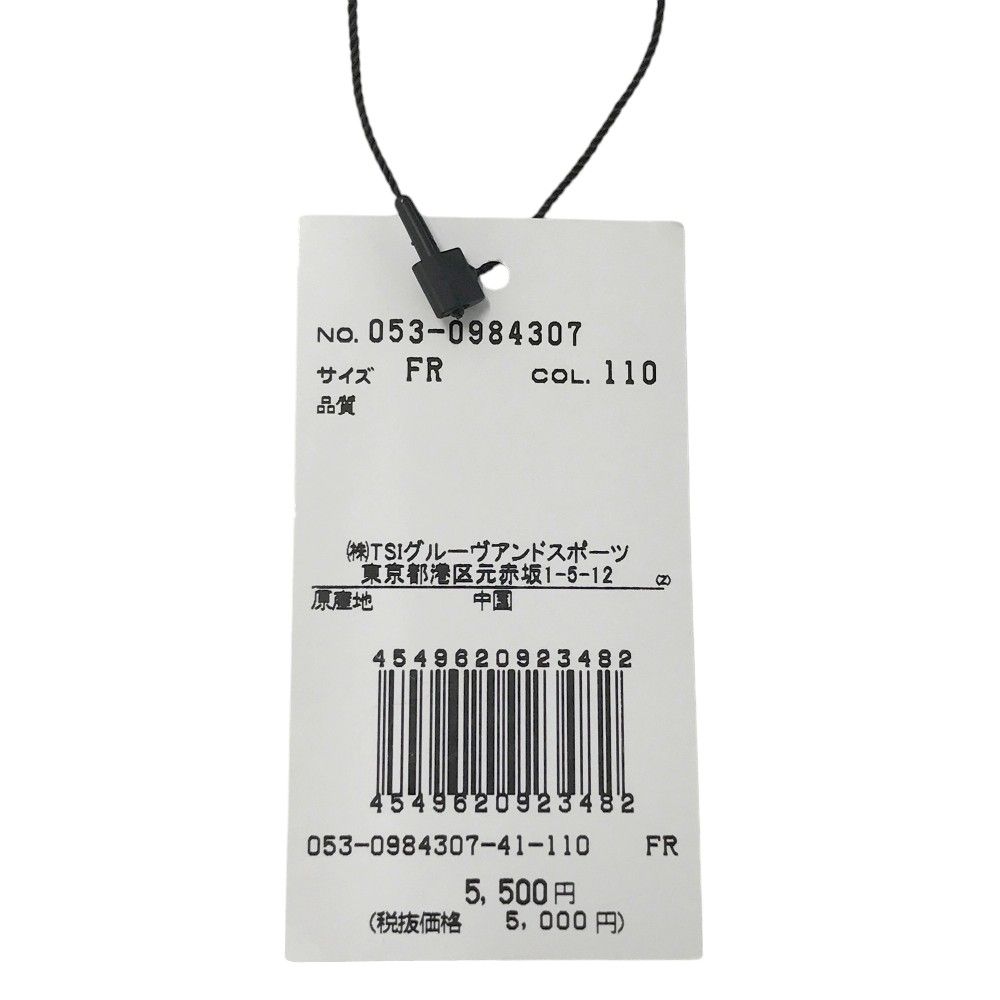 NO. 053-0984307
サイズ FR COL. 110
品質
㈱TSIグルーヴアンドスポーツ
東京都港区元赤坂1-5-12 (Z)
原産地 中国
4549620923482
4549620923482
053-0984307-41-110 FR
5,500円
(税抜価格 5,000円)